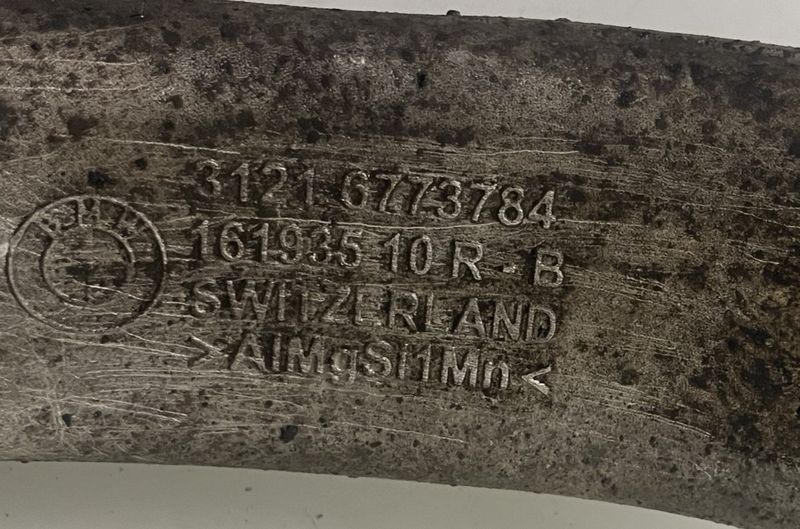 BMW
3121 6773784
161935 10 R - B
SWITZERLAND
>AlMgSi1Mn<